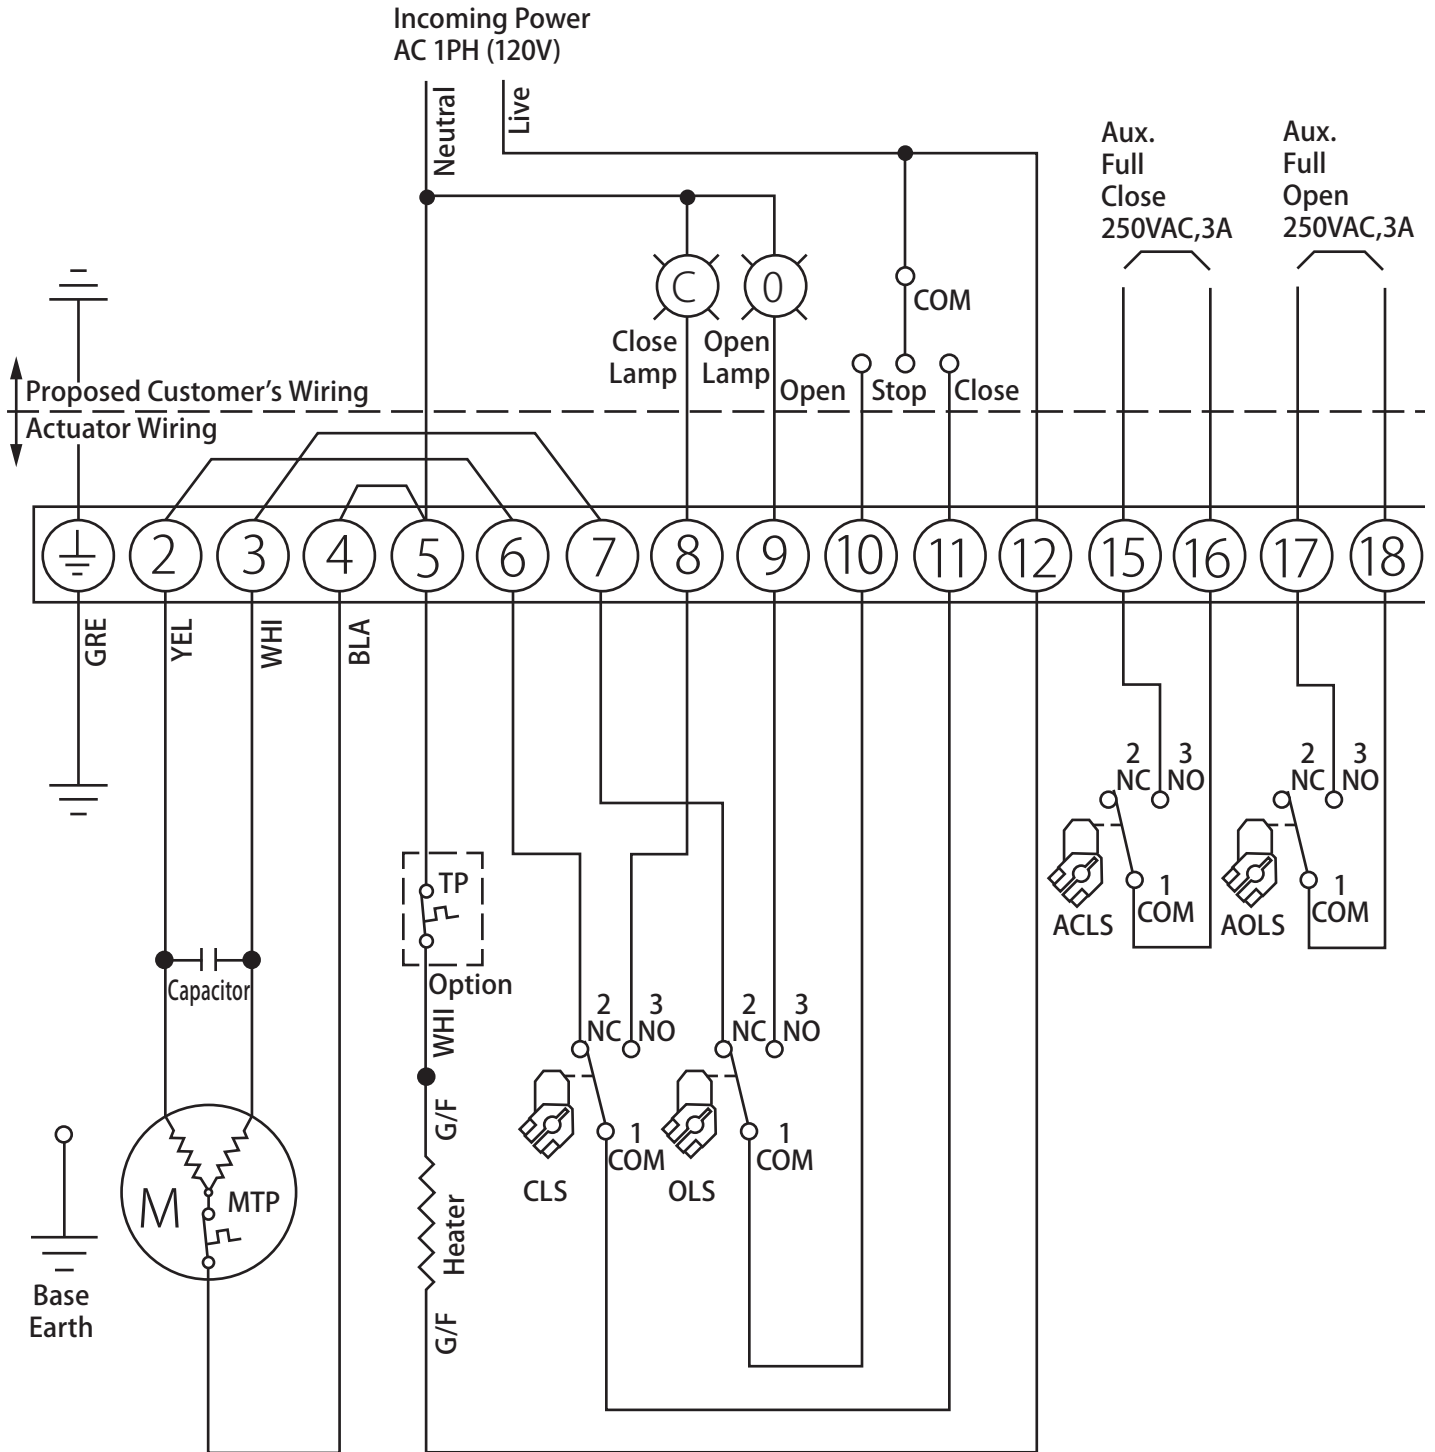 Incoming Power
AC 1PH (120V)
Neutral
Live
Aux.
Full
Close
250VAC,3A
Aux.
Full
Open
250VAC,3A
C
0
COM
Close
Lamp
Open
Lamp
Open
Stop
Close
Proposed Customer’s Wiring
Actuator Wiring
2 3 4 5 6 7 8 9 10 11 12 15 16 17 18
GRE
YEL
WHI
BLA
2
NC
3
NO
1
COM
ACLS
2
NC
3
NO
1
COM
AOLS
TP
Option
Capacitor
WHI
G/F
Heater
G/F
2
NC
3
NO
1
COM
CLS
2
NC
3
NO
1
COM
OLS
M
MTP
Base
Earth